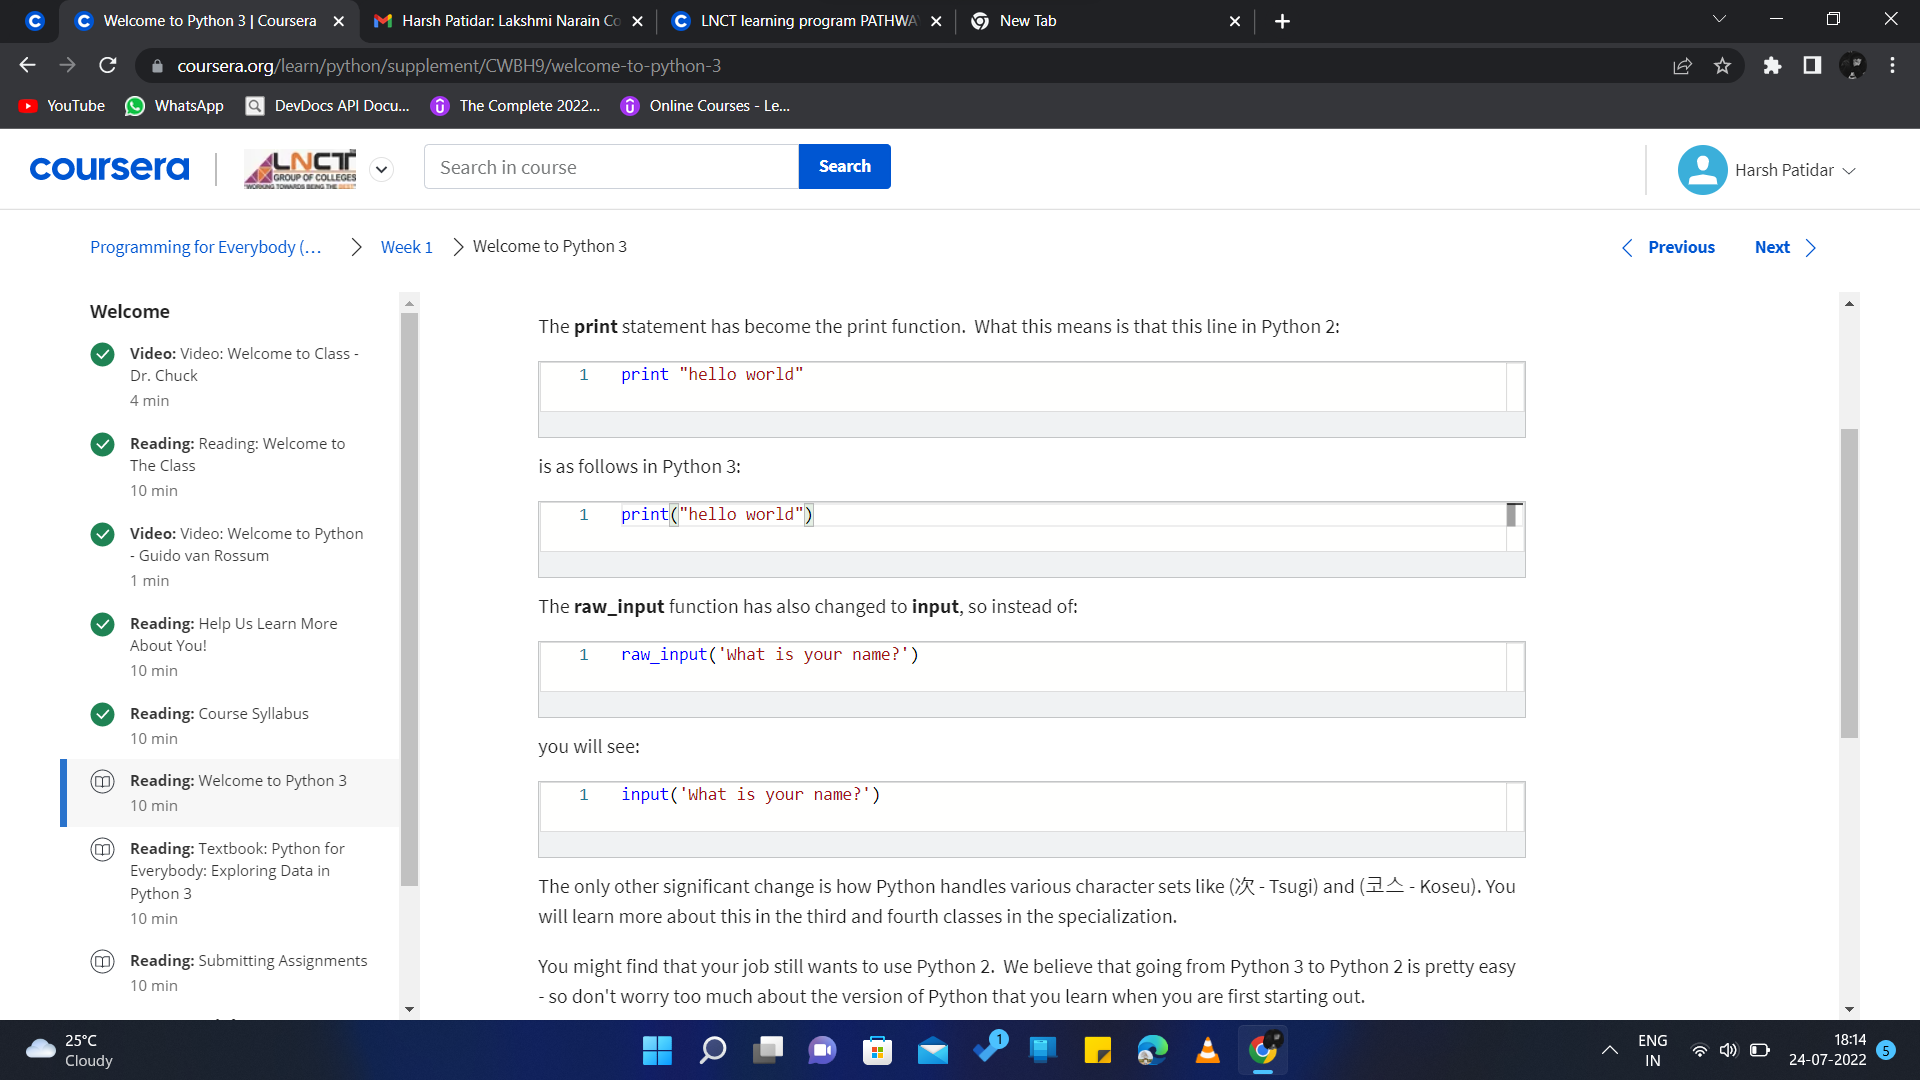 Welcome to Python 3 | Coursera
Harsh Patidar: Lakshmi Narain Co
LNCT learning program PATHWA
New Tab
coursera.org/learn/python/supplement/CWBH9/welcome-to-python-3
YouTube
WhatsApp
DevDocs API Docu...
The Complete 2022...
Online Courses - Le...
coursera
LNCT
GROUP OF COLLEGES
WORKING TOWARDS BEING THE BEST
Search in course
Search
Harsh Patidar
Programming for Everybody (...
Week 1
Welcome to Python 3
Previous
Next
Welcome
Video: Video: Welcome to Class -
Dr. Chuck
4 min
Reading: Reading: Welcome to
The Class
10 min
Video: Video: Welcome to Python
- Guido van Rossum
1 min
Reading: Help Us Learn More
About You!
10 min
Reading: Course Syllabus
10 min
Reading: Welcome to Python 3
10 min
Reading: Textbook: Python for
Everybody: Exploring Data in
Python 3
10 min
Reading: Submitting Assignments
10 min
The print statement has become the print function.  What this means is that this line in Python 2:
1 print "hello world"
is as follows in Python 3:
1 print("hello world")
The raw_input function has also changed to input, so instead of:
1 raw_input('What is your name?')
you will see:
1 input('What is your name?')
The only other significant change is how Python handles various character sets like (次 - Tsugi) and (코스 - Koseu). You
will learn more about this in the third and fourth classes in the specialization.
You might find that your job still wants to use Python 2.  We believe that going from Python 3 to Python 2 is pretty easy
- so don't worry too much about the version of Python that you learn when you are first starting out.
25°C
Cloudy
1
ENG
IN
18:14
24-07-2022
5